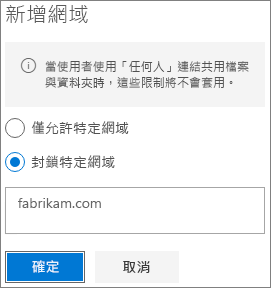 新增網域
當使用者使用「任何人」連結共用檔案
與資料夾時，這些限制將不會套用。
僅允許特定網域
封鎖特定網域
fabrikam.com
確定
取消